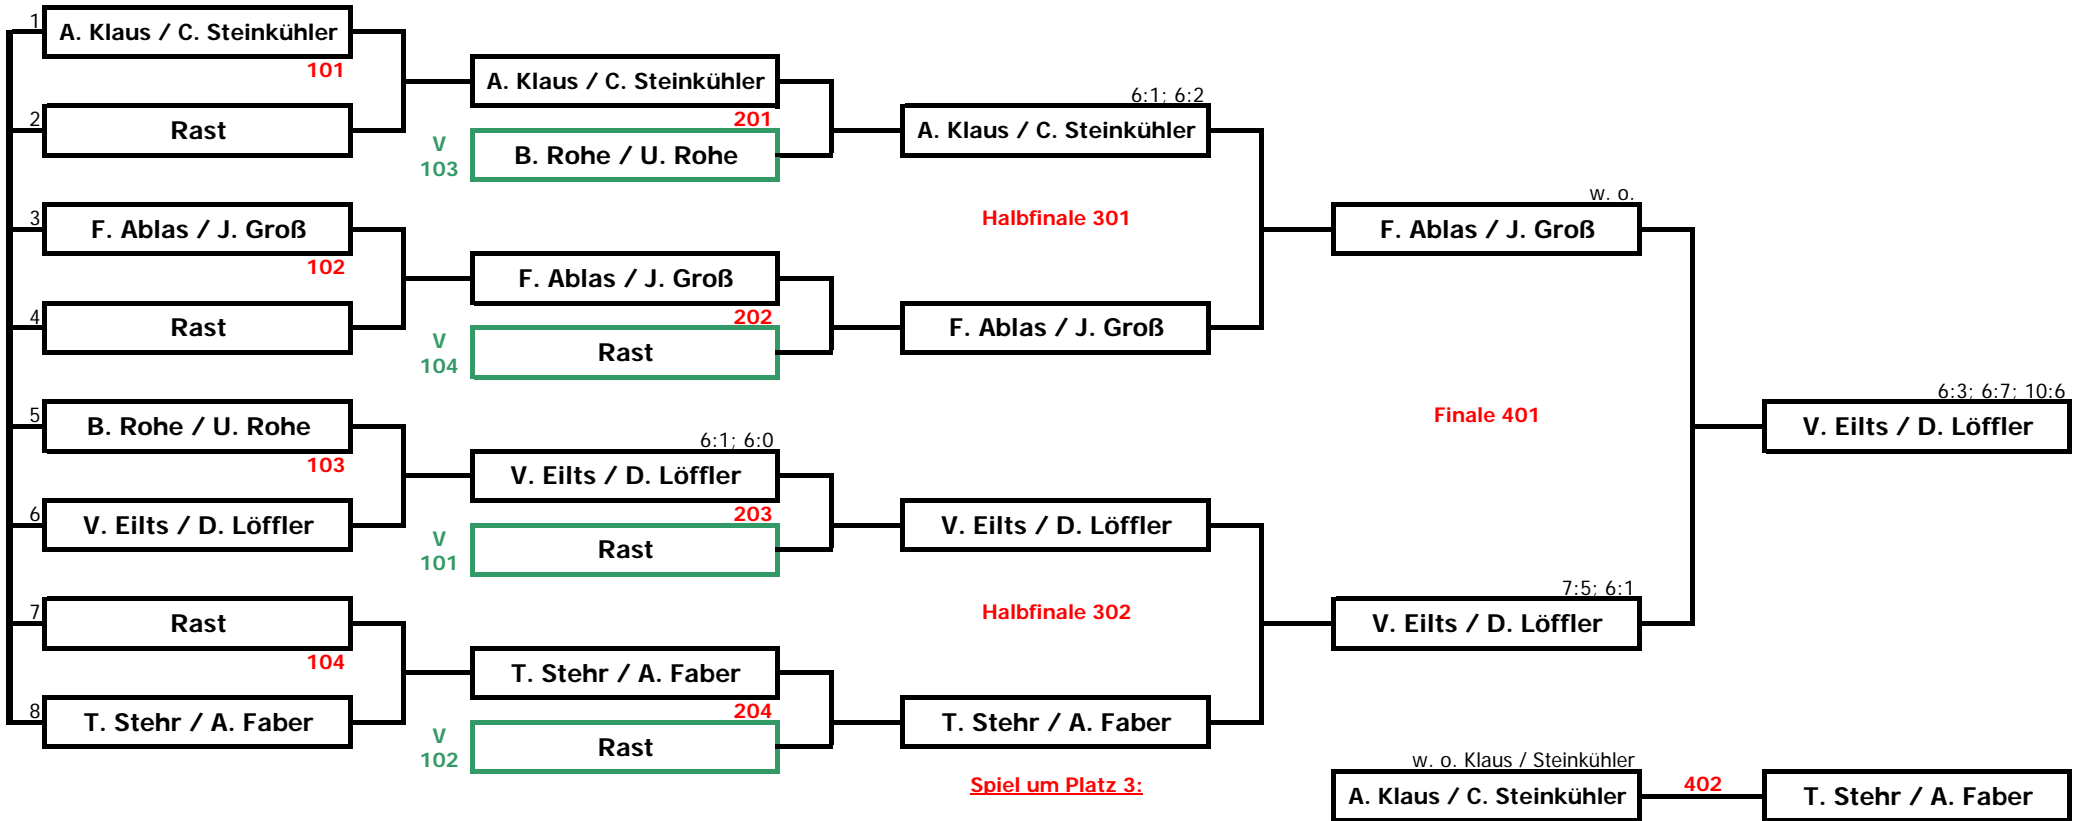 1
A. Klaus / C. Steinkühler
101
2
Rast
3
F. Ablas / J. Groß
102
4
Rast
5
B. Rohe / U. Rohe
103
6
V. Eilts / D. Löffler
7
Rast
104
8
T. Stehr / A. Faber
A. Klaus / C. Steinkühler
201
V
103
B. Rohe / U. Rohe
F. Ablas / J. Groß
202
V
104
Rast
6:1; 6:0
V. Eilts / D. Löffler
203
V
101
Rast
T. Stehr / A. Faber
204
V
102
Rast
6:1; 6:2
A. Klaus / C. Steinkühler
Halbfinale 301
F. Ablas / J. Groß
V. Eilts / D. Löffler
Halbfinale 302
T. Stehr / A. Faber
w. o.
F. Ablas / J. Groß
Finale 401
7:5; 6:1
V. Eilts / D. Löffler
6:3; 6:7; 10:6
V. Eilts / D. Löffler
Spiel um Platz 3:
w. o. Klaus / Steinkühler
A. Klaus / C. Steinkühler
402
T. Stehr / A. Faber